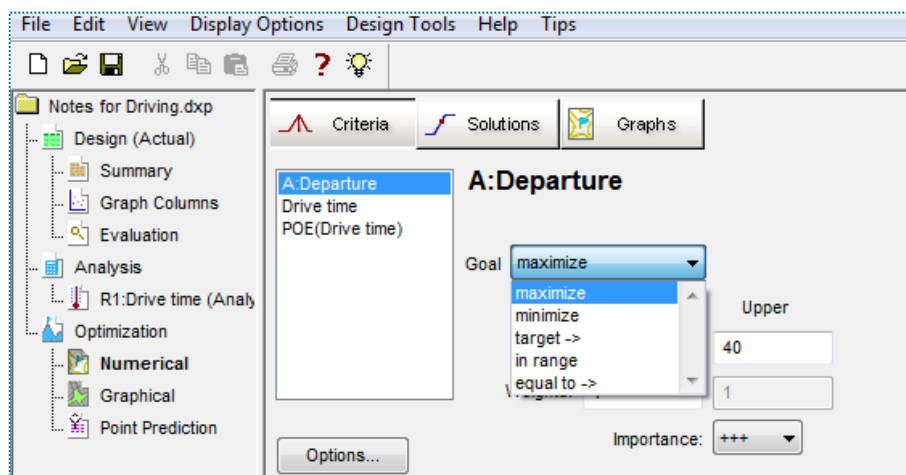 File Edit View Display Options Design Tools Help Tips
Notes for Driving.dxp
Design (Actual)
Summary
Graph Columns
Evaluation
Analysis
R1:Drive time (Analy
Optimization
Numerical
Graphical
Point Prediction
Criteria Solutions Graphs
A:Departure
Drive time
POE(Drive time)
Options...
A:Departure
Goal maximize
maximize
minimize
target ->
in range
equal to ->
Upper
40
1
Importance: +++